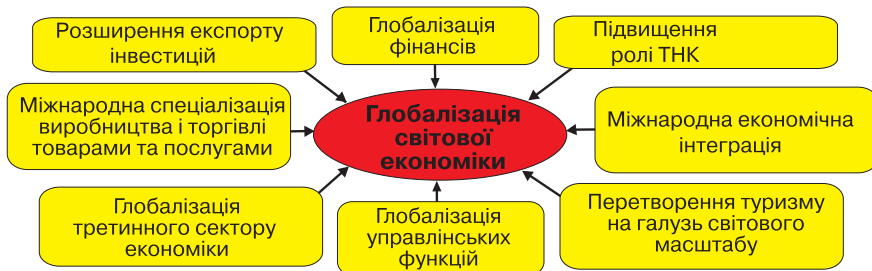 Розширення експорту
інвестицій
Глобалізація
фінансів
Підвищення
ролі ТНК
Міжнародна спеціалізація
виробництва і торгівлі
товарами та послугами
Глобалізація
світової
економіки
Міжнародна економічна
інтеграція
Глобалізація
третинного сектору
економіки
Глобалізація
управлінських
функцій
Перетворення туризму
на галузь світового
масштабу